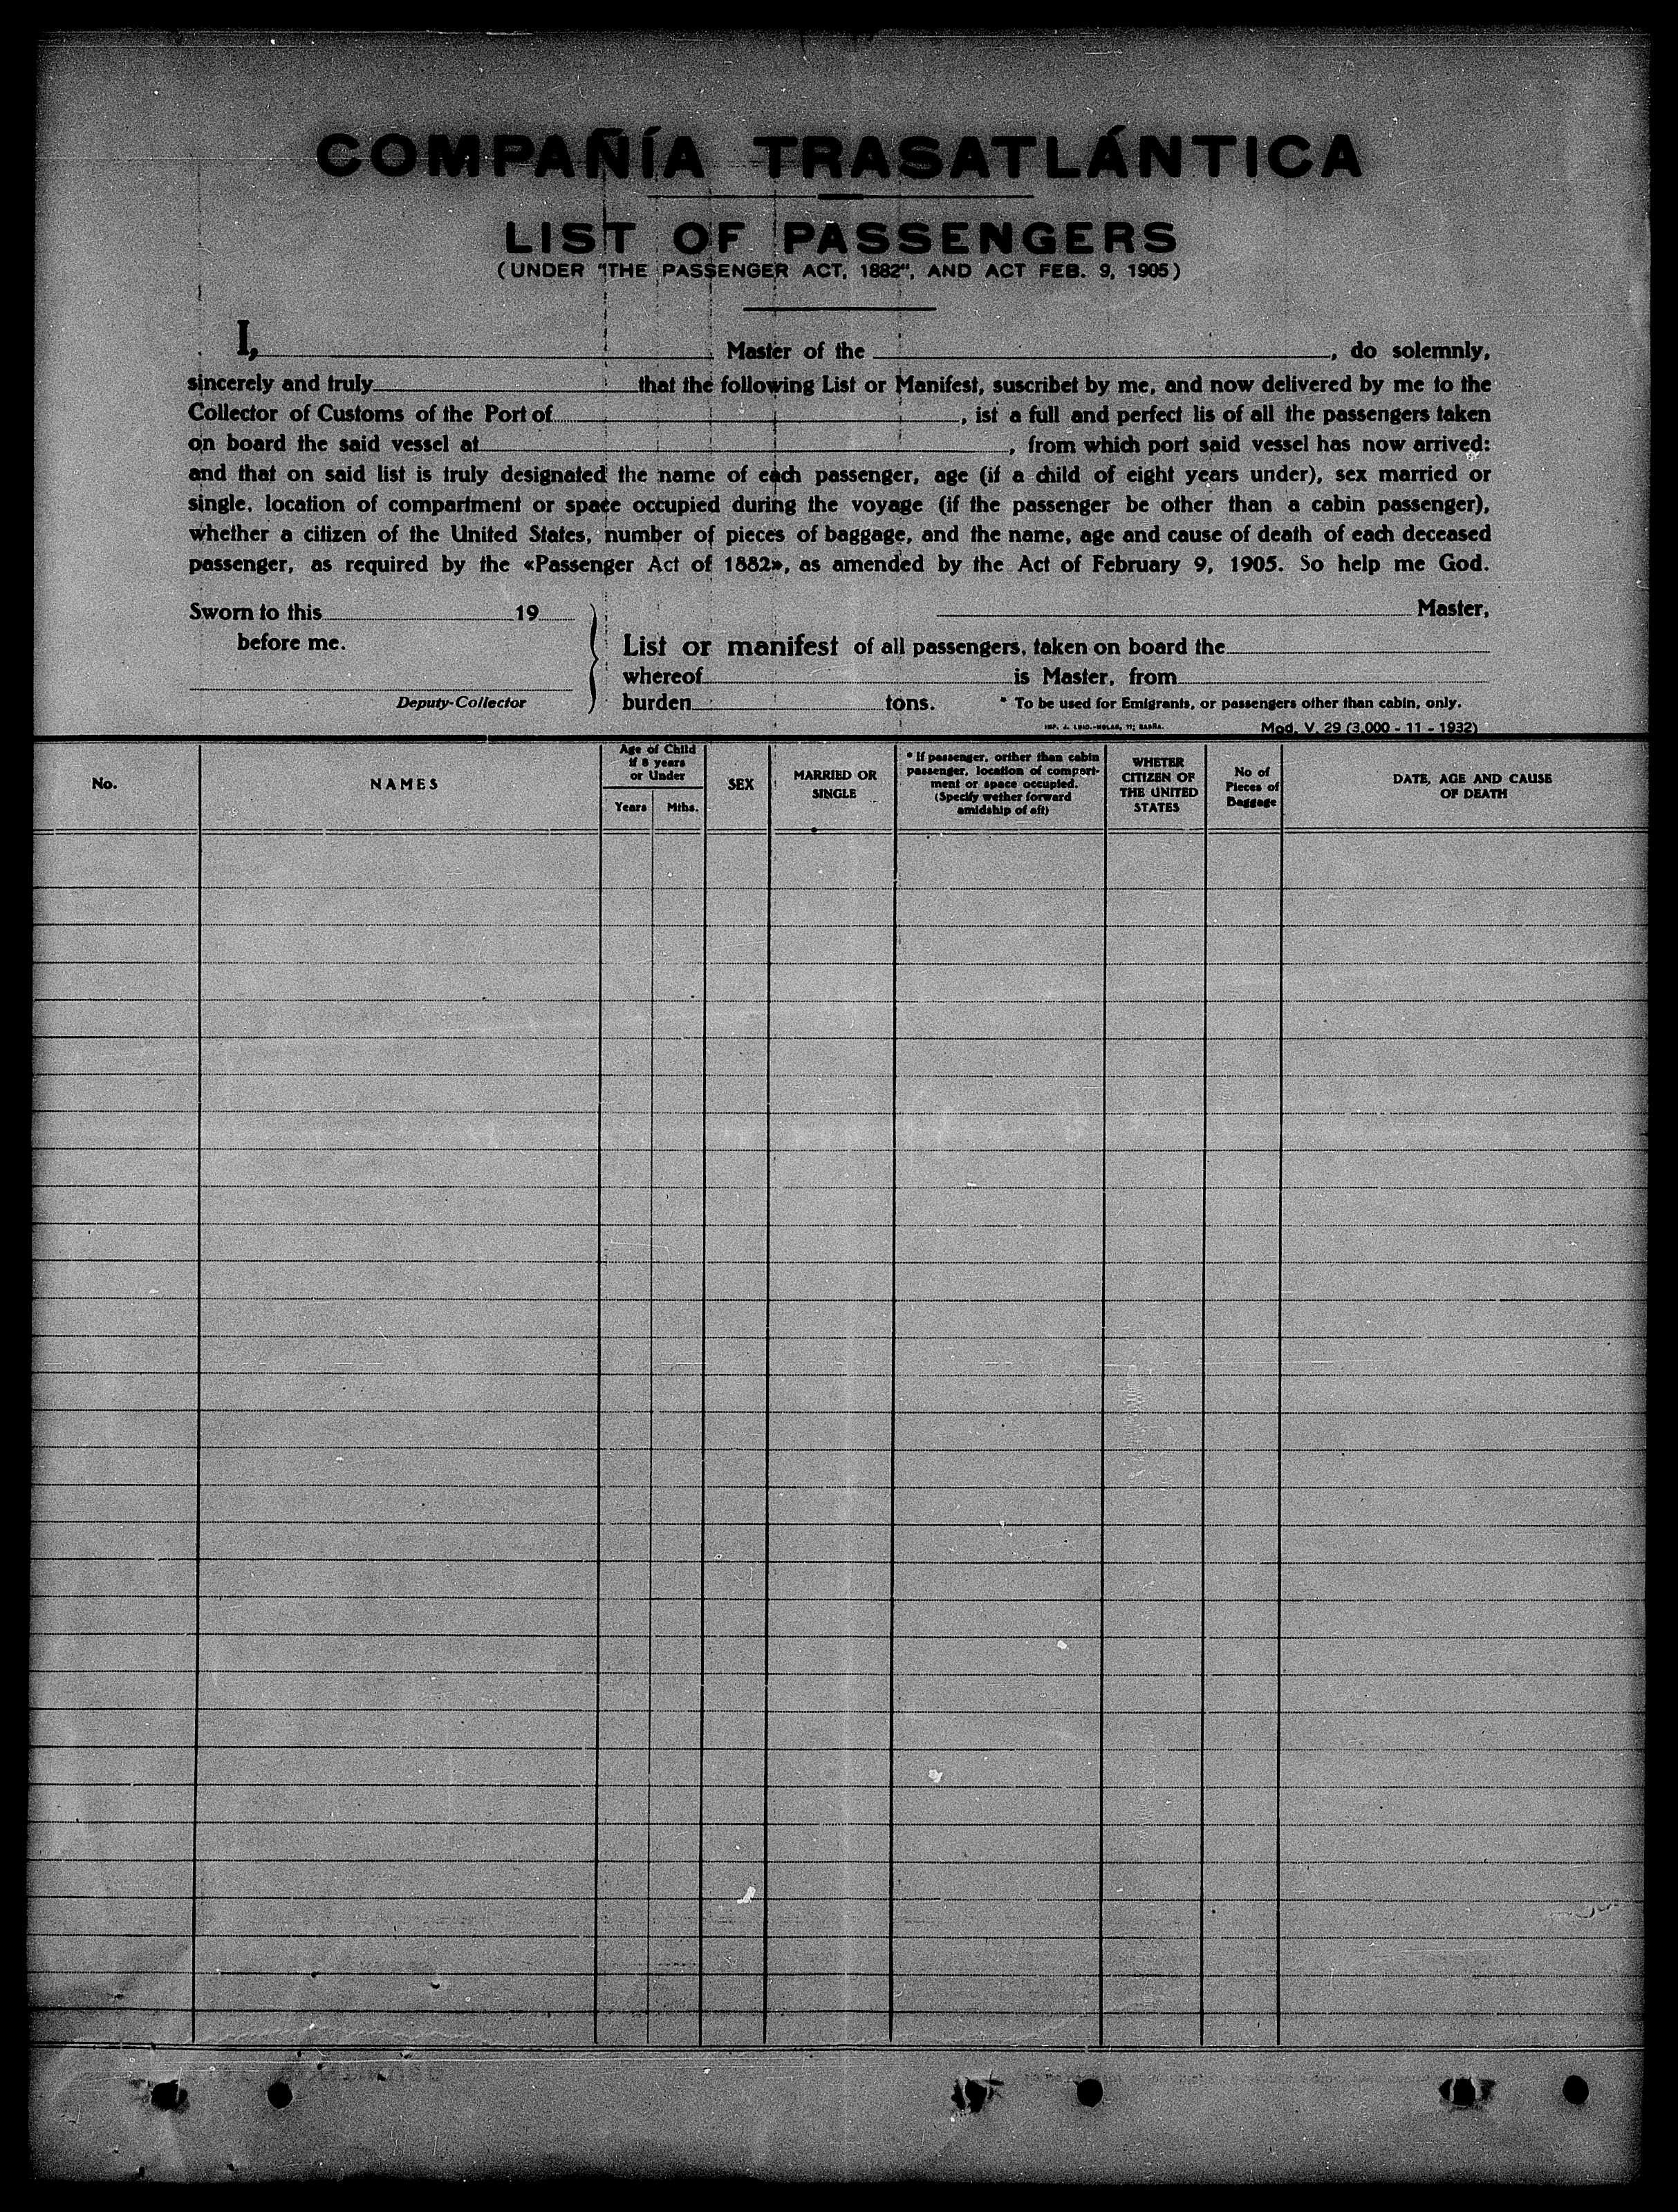 COMPAÑÍA TRASATLÁNTICA
LIST OF PASSENGERS
(UNDER "THE PASSENGER ACT, 1882", AND ACT FEB. 9, 1905)
I, Master of the , do solemnly,
sincerely and truly that the following List or Manifest, suscribet by me, and now delivered by me to the
Collector of Customs of the Port of , ist a full and perfect lis of all the passengers taken
on board the said vessel at , from which port said vessel has now arrived:
and that on said list is truly designated the name of each passenger, age (if a child of eight years under), sex married or
single, location of compartment or space occupied during the voyage (if the passenger be other than a cabin passenger),
whether a citizen of the United States, number of pieces of baggage, and the name, age and cause of death of each deceased
passenger, as required by the «Passenger Act of 1882», as amended by the Act of February 9, 1905. So help me God.
Sworn to this 19
before me.
Deputy-Collector
Master,
List or manifest of all passengers, taken on board the
whereof is Master, from
burden tons. * To be used for Emigrants, or passengers other than cabin, only.
Mod. V. 29 (3.000 - 11 - 1932)
No.
NAMES
Age of Child
if 8 years
or Under
Years Mths.
SEX
MARRIED OR
SINGLE
* If passenger, orther than cabin
passenger, location of compart-
ment or space occupied.
(Specify wether forward
amidship of aft)
WHETER
CITIZEN OF
THE UNITED
STATES
No of
Pieces of
Baggage
DATE, AGE AND CAUSE
OF DEATH